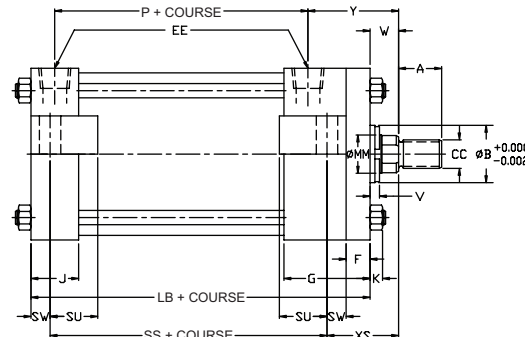 P + COURSE
Y
EE
W
A
ØMM
CC
ØB
+0.000
-0.002
V
F
J
G
K
LB + COURSE
SW
SU
SU
SW
SS + COURSE
XS